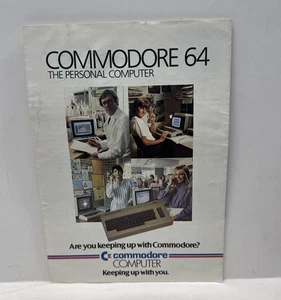 COMMODORE 64
THE PERSONAL COMPUTER
Are you keeping up with Commodore?
commodore
COMPUTER
Keeping up with you.